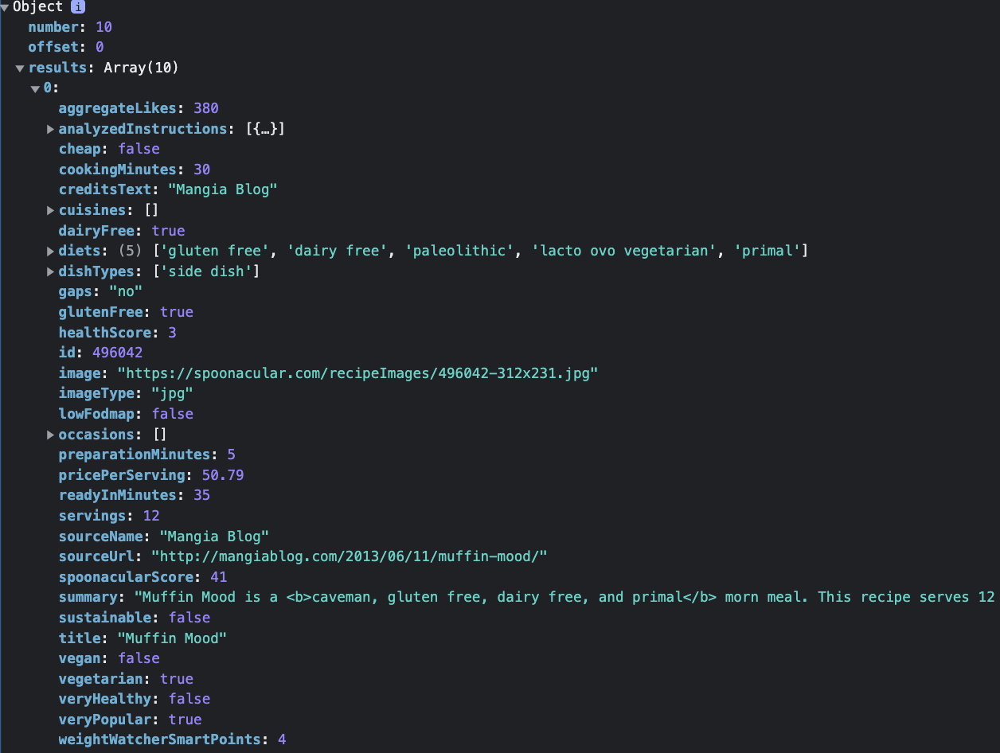 Object i
number: 10
offset: 0
results: Array(10)
0:
aggregateLikes: 380
analyzedInstructions: [{…}]
cheap: false
cookingMinutes: 30
creditsText: "Mangia Blog"
cuisines: []
dairyFree: true
diets: (5) ['gluten free', 'dairy free', 'paleolithic', 'lacto ovo vegetarian', 'primal']
dishTypes: ['side dish']
gaps: "no"
glutenFree: true
healthScore: 3
id: 496042
image: "https://spoonacular.com/recipeImages/496042-312x231.jpg"
imageType: "jpg"
lowFodmap: false
occasions: []
preparationMinutes: 5
pricePerServing: 50.79
readyInMinutes: 35
servings: 12
sourceName: "Mangia Blog"
sourceUrl: "http://mangiablog.com/2013/06/11/muffin-mood/"
spoonacularScore: 41
summary: "Muffin Mood is a <b>caveman, gluten free, dairy free, and primal</b> morn meal. This recipe serves 12
sustainable: false
title: "Muffin Mood"
vegan: false
vegetarian: true
veryHealthy: false
veryPopular: true
weightWatcherSmartPoints: 4